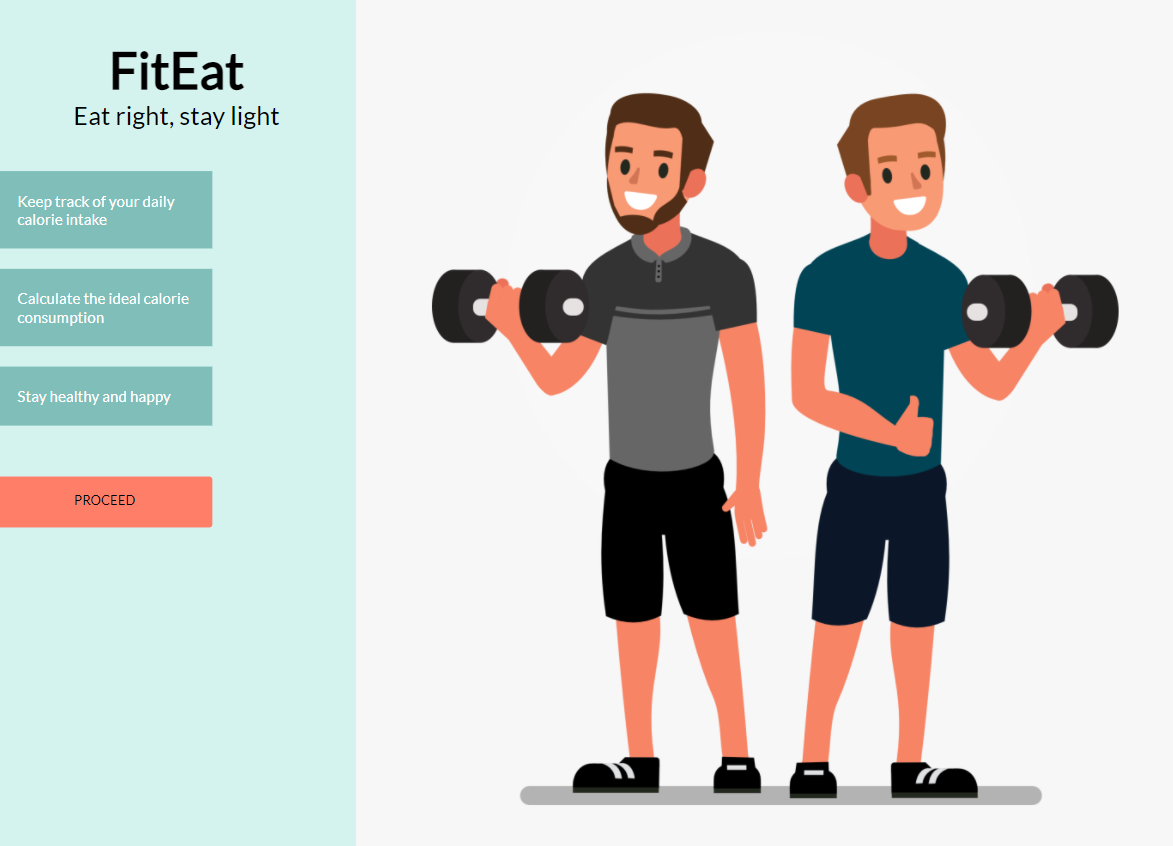 FitEat
Eat right, stay light
Keep track of your daily
calorie intake
Calculate the ideal calorie
consumption
Stay healthy and happy
PROCEED